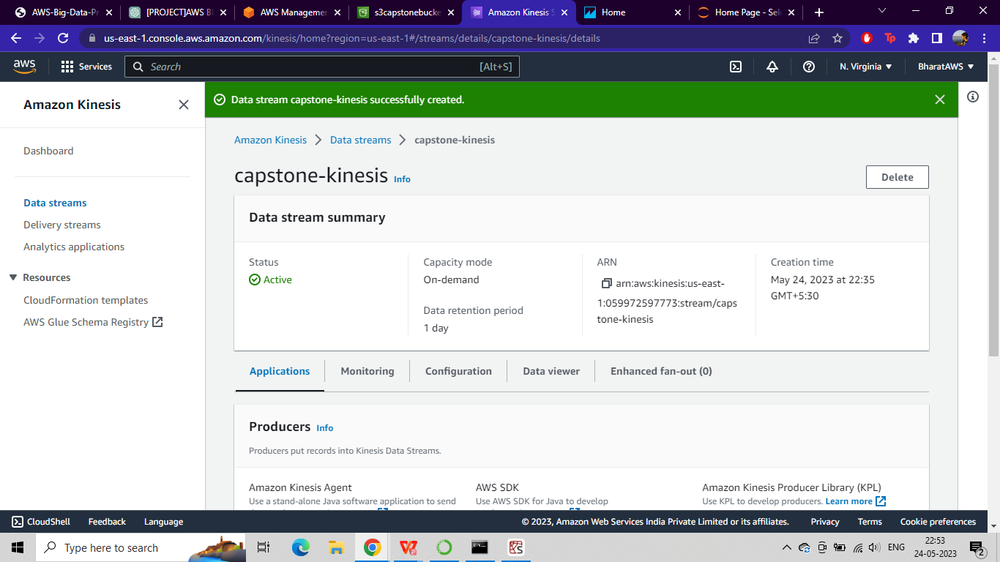 AWS-Big-Data-Pr
[PROJECT]AWS BI
AWS Managemen
s3capstonebucke
Amazon Kinesis S
Home
Home Page - Sele
us-east-1.console.aws.amazon.com/kinesis/home?region=us-east-1#/streams/details/capstone-kinesis/details
aws
Services
Search
[Alt+S]
N. Virginia
BharatAWS
Amazon Kinesis
Dashboard
Data streams
Delivery streams
Analytics applications
Resources
CloudFormation templates
AWS Glue Schema Registry
Data stream capstone-kinesis successfully created.
Amazon Kinesis > Data streams > capstone-kinesis
capstone-kinesis Info
Delete
Data stream summary
Status
Active
Capacity mode
On-demand
Data retention period
1 day
ARN
arn:aws:kinesis:us-east-
1:059972597773:stream/caps
tone-kinesis
Creation time
May 24, 2023 at 22:35
GMT+5:30
Applications
Monitoring
Configuration
Data viewer
Enhanced fan-out (0)
Producers Info
Producers put records into Kinesis Data Streams.
Amazon Kinesis Agent
Use a stand-alone Java software application to send
AWS SDK
Use AWS SDK for Java to develop
Amazon Kinesis Producer Library (KPL)
Use KPL to develop producers. Learn more
CloudShell
Feedback
Language
© 2023, Amazon Web Services India Private Limited or its affiliates.
Privacy
Terms
Cookie preferences
Type here to search
ENG
22:53
24-05-2023
2